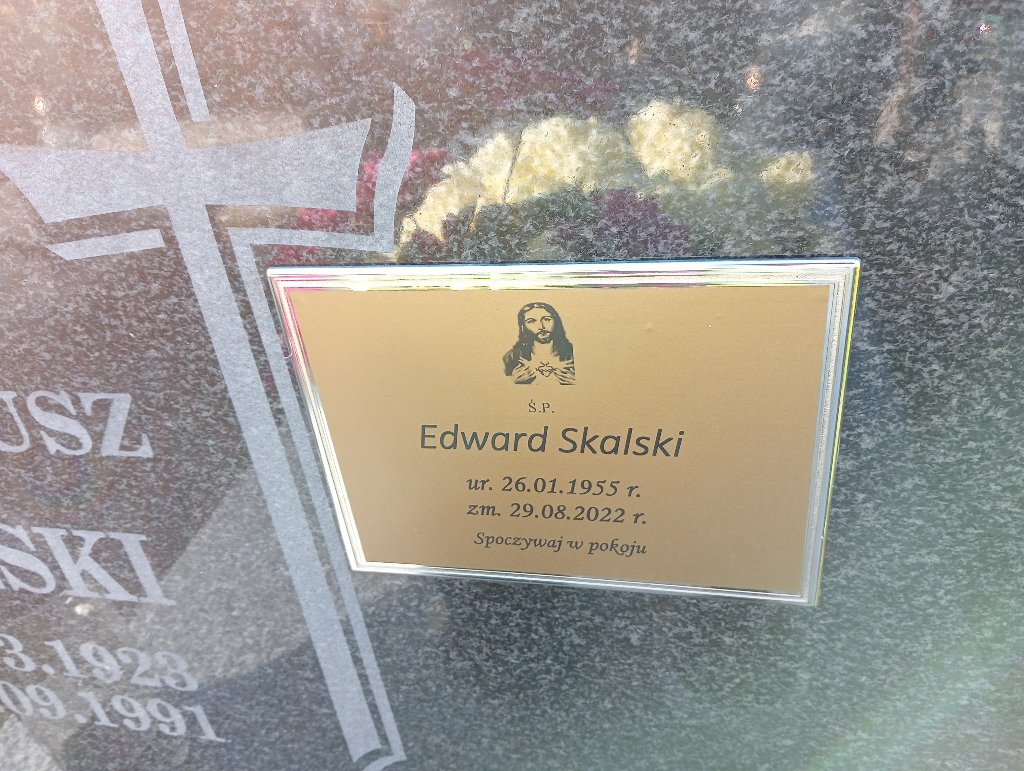 USZ
SKI
3.1923
09.1991
Ś.P.
Edward Skalski
ur. 26.01.1955 r.
zm. 29.08.2022 r.
Spoczywaj w pokoju